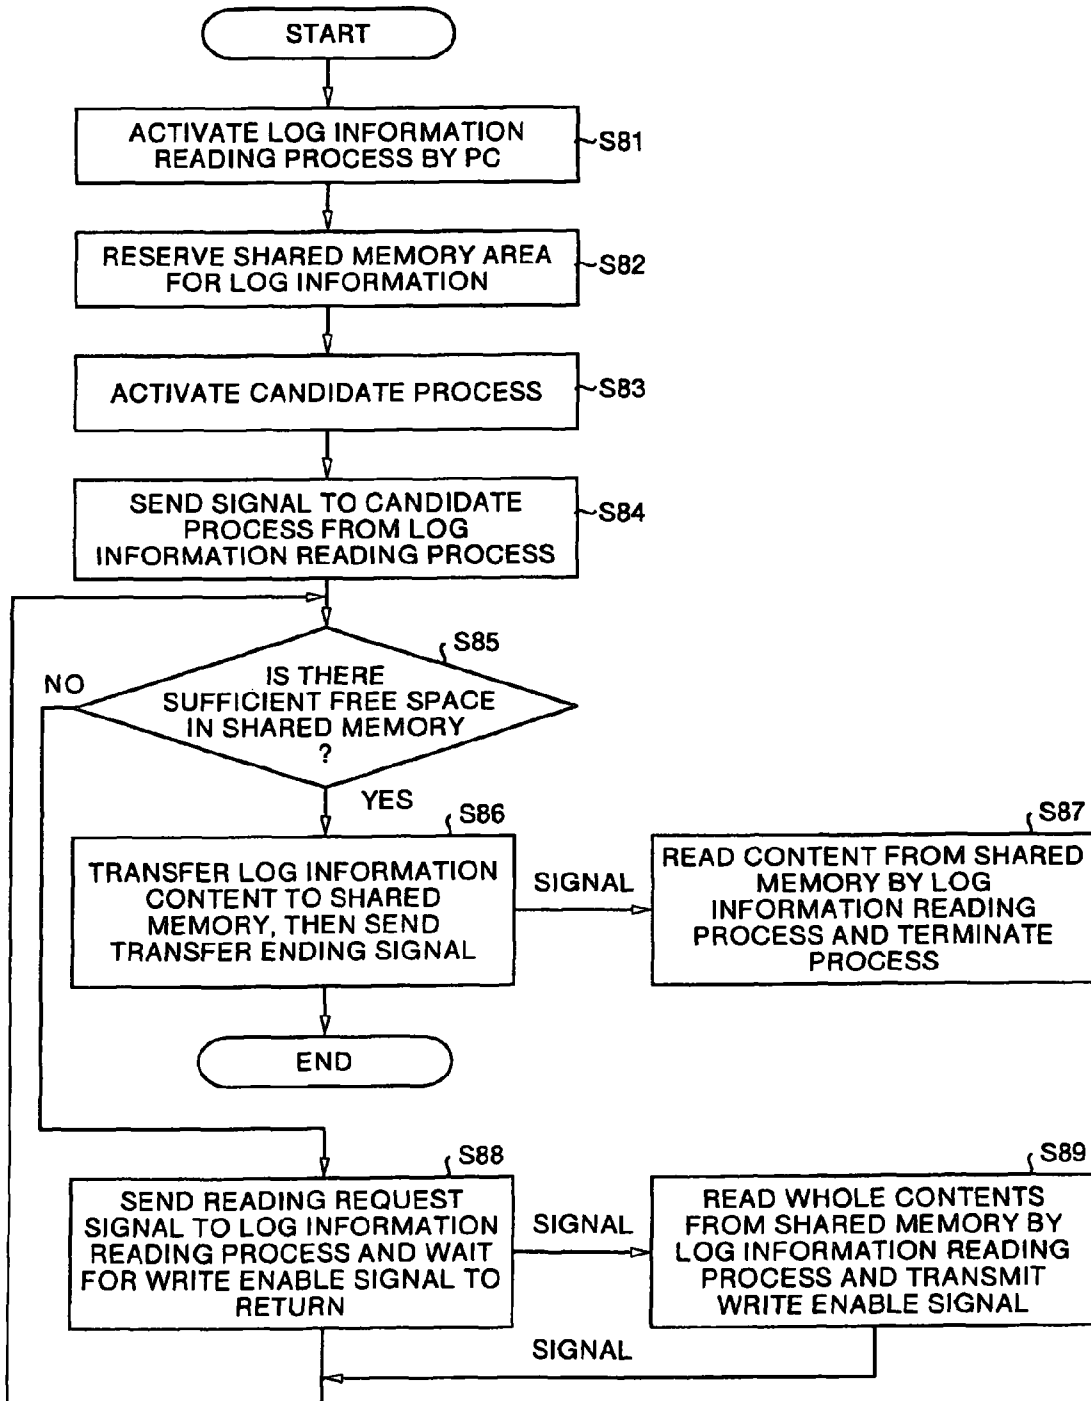 START
ACTIVATE LOG INFORMATION
READING PROCESS BY PC
S81
RESERVE SHARED MEMORY AREA
FOR LOG INFORMATION
S82
ACTIVATE CANDIDATE PROCESS
S83
SEND SIGNAL TO CANDIDATE
PROCESS FROM LOG
INFORMATION READING PROCESS
S84
S85
IS THERE
SUFFICIENT FREE SPACE
IN SHARED MEMORY
?
NO
YES
S86
TRANSFER LOG INFORMATION
CONTENT TO SHARED
MEMORY, THEN SEND
TRANSFER ENDING SIGNAL
SIGNAL
S87
READ CONTENT FROM SHARED
MEMORY BY LOG
INFORMATION READING
PROCESS AND TERMINATE
PROCESS
END
S88
SEND READING REQUEST
SIGNAL TO LOG INFORMATION
READING PROCESS AND WAIT
FOR WRITE ENABLE SIGNAL TO
RETURN
SIGNAL
S89
READ WHOLE CONTENTS
FROM SHARED MEMORY BY
LOG INFORMATION READING
PROCESS AND TRANSMIT
WRITE ENABLE SIGNAL
SIGNAL